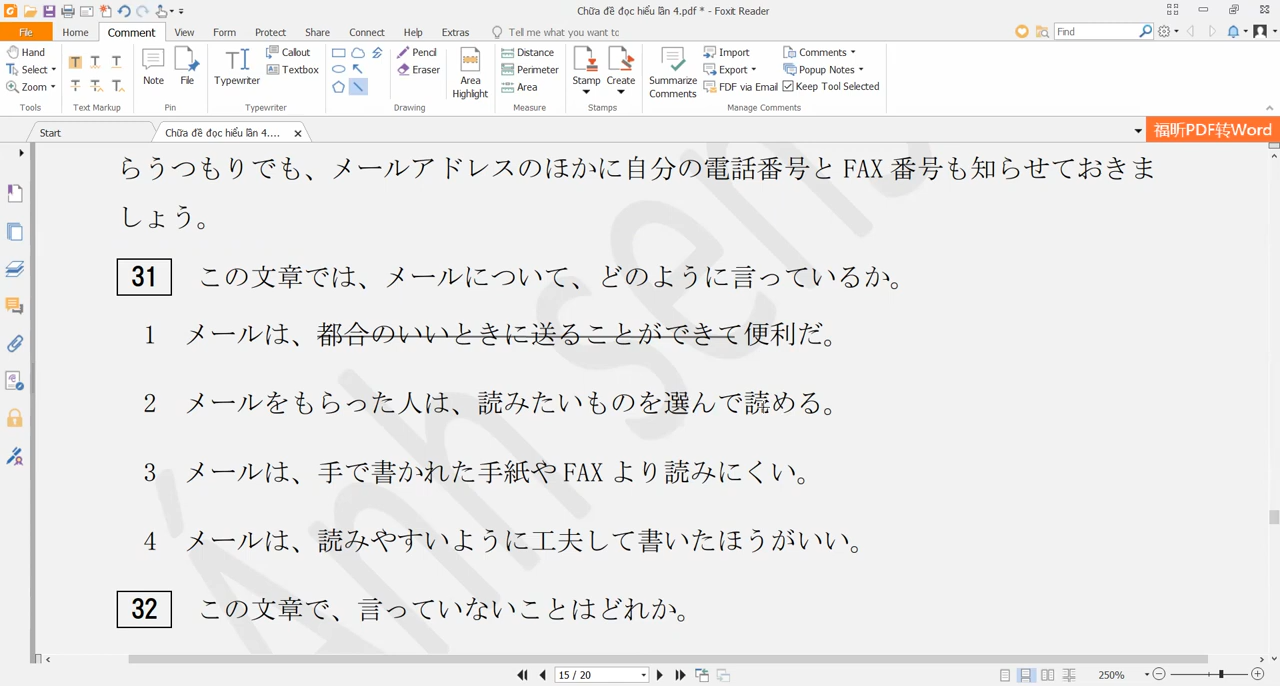 Chữa đề đọc hiểu lần 4.pdf * - Foxit Reader
File Home Comment View Form Protect Share Connect Help Extras Tell me what you want to Find
Hand Select Zoom Tools
Text Markup
Note File Pin
Typewriter Callout Textbox Typewriter
Pencil Eraser Area Highlight Drawing
Distance Perimeter Area Measure
Stamp Create Stamps
Summarize Comments Import Export FDF via Email Comments Popup Notes Keep Tool Selected Manage Comments
Start Chữa đề đọc hiểu lần 4.... 福昕PDF转Word
らうつもりでも、メールアドレスのほかに自分の電話番号と FAX 番号も知らせておきま
しょう。
31 この文章では、メールについて、どのように言っているか。
1 メールは、都合のいいときに送ることができて便利だ。
2 メールをもらった人は、読みたいものを選んで読める。
3 メールは、手で書かれた手紙や FAX より読みにくい。
4 メールは、読みやすいように工夫して書いたほうがいい。
32 この文章で、言っていないことはどれか。
Ánh sensei
15 / 20 250%